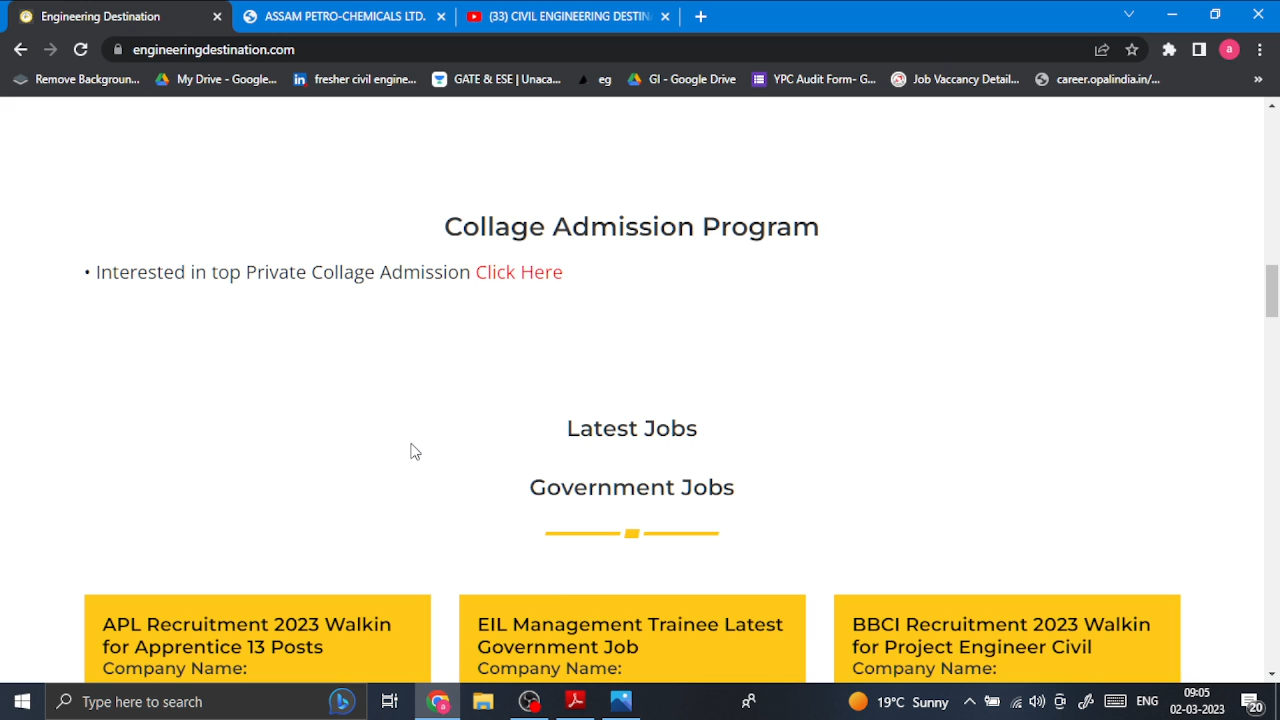 Engineering Destination
ASSAM PETRO-CHEMICALS LTD.
(33) CIVIL ENGINEERING DESTIN
engineeringdestination.com
a
Remove Backgroun...
My Drive - Google...
fresher civil engine...
GATE & ESE | Unaca...
eg
GI - Google Drive
YPC Audit Form- G...
Job Vaccancy Detail...
career.opalindia.in/...
Collage Admission Program
• Interested in top Private Collage Admission Click Here
Latest Jobs
Government Jobs
APL Recruitment 2023 Walkin
for Apprentice 13 Posts
Company Name:
EIL Management Trainee Latest
Government Job
Company Name:
BBCI Recruitment 2023 Walkin
for Project Engineer Civil
Company Name:
Type here to search
19°C Sunny
ENG
09:05
02-03-2023
20